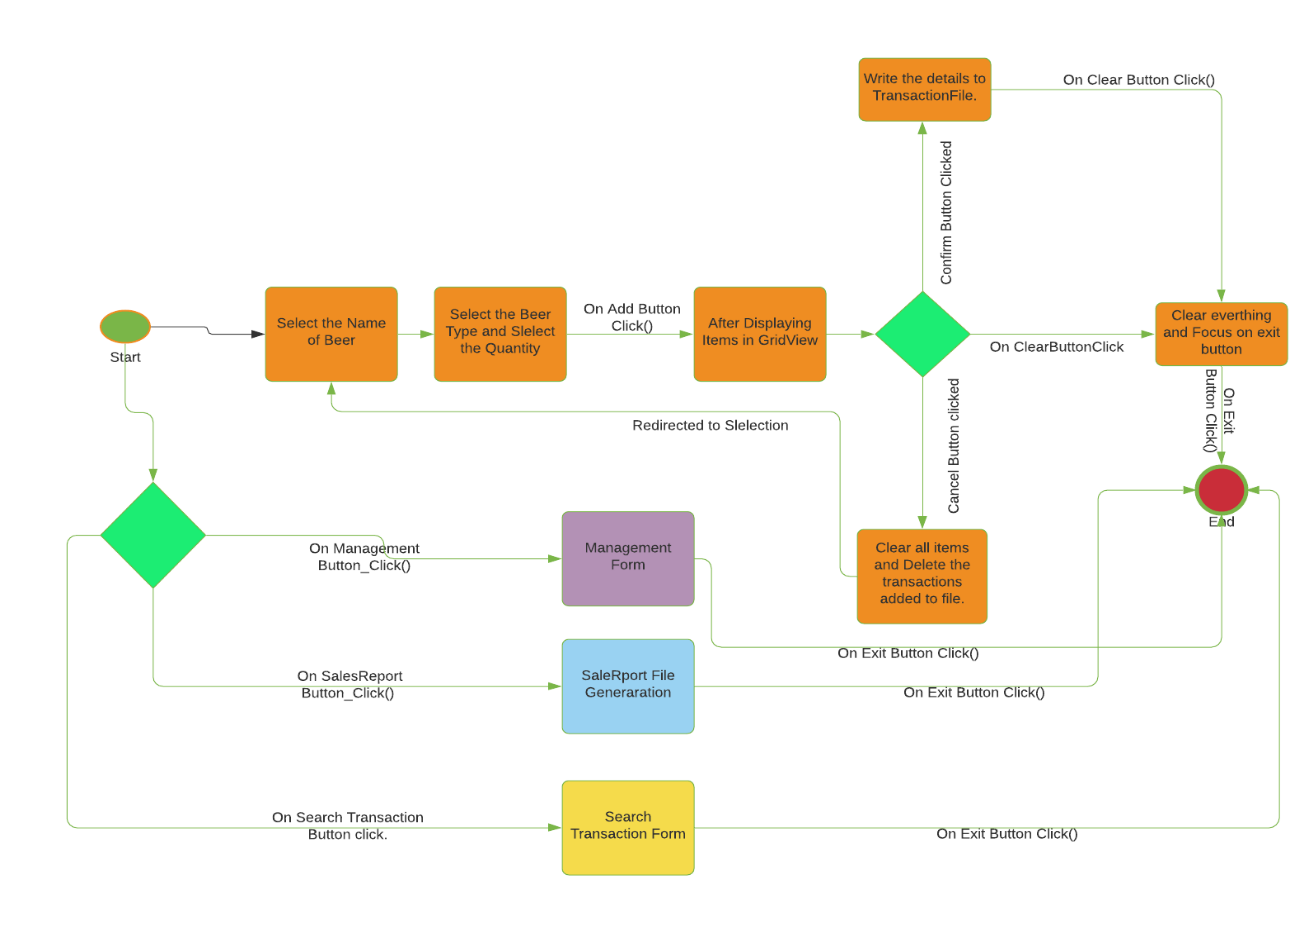 Write the details to
TransactionFile.
On Clear Button Click()
Confirm Button Clicked
Start
Select the Name
of Beer
Select the Beer
Type and Slelect
the Quantity
On Add Button
Click()
After Displaying
Items in GridView
On ClearButtonClick
Clear everthing
and Focus on exit
button
Redirected to Slelection
Cancel Button clicked
On Exit
Button Click()
End
On Management
Button_Click()
Management
Form
Clear all items
and Delete the
transactions
added to file.
On Exit Button Click()
On SalesReport
Button_Click()
SaleRport File
Generaration
On Exit Button Click()
On Search Transaction
Button click.
Search
Transaction Form
On Exit Button Click()